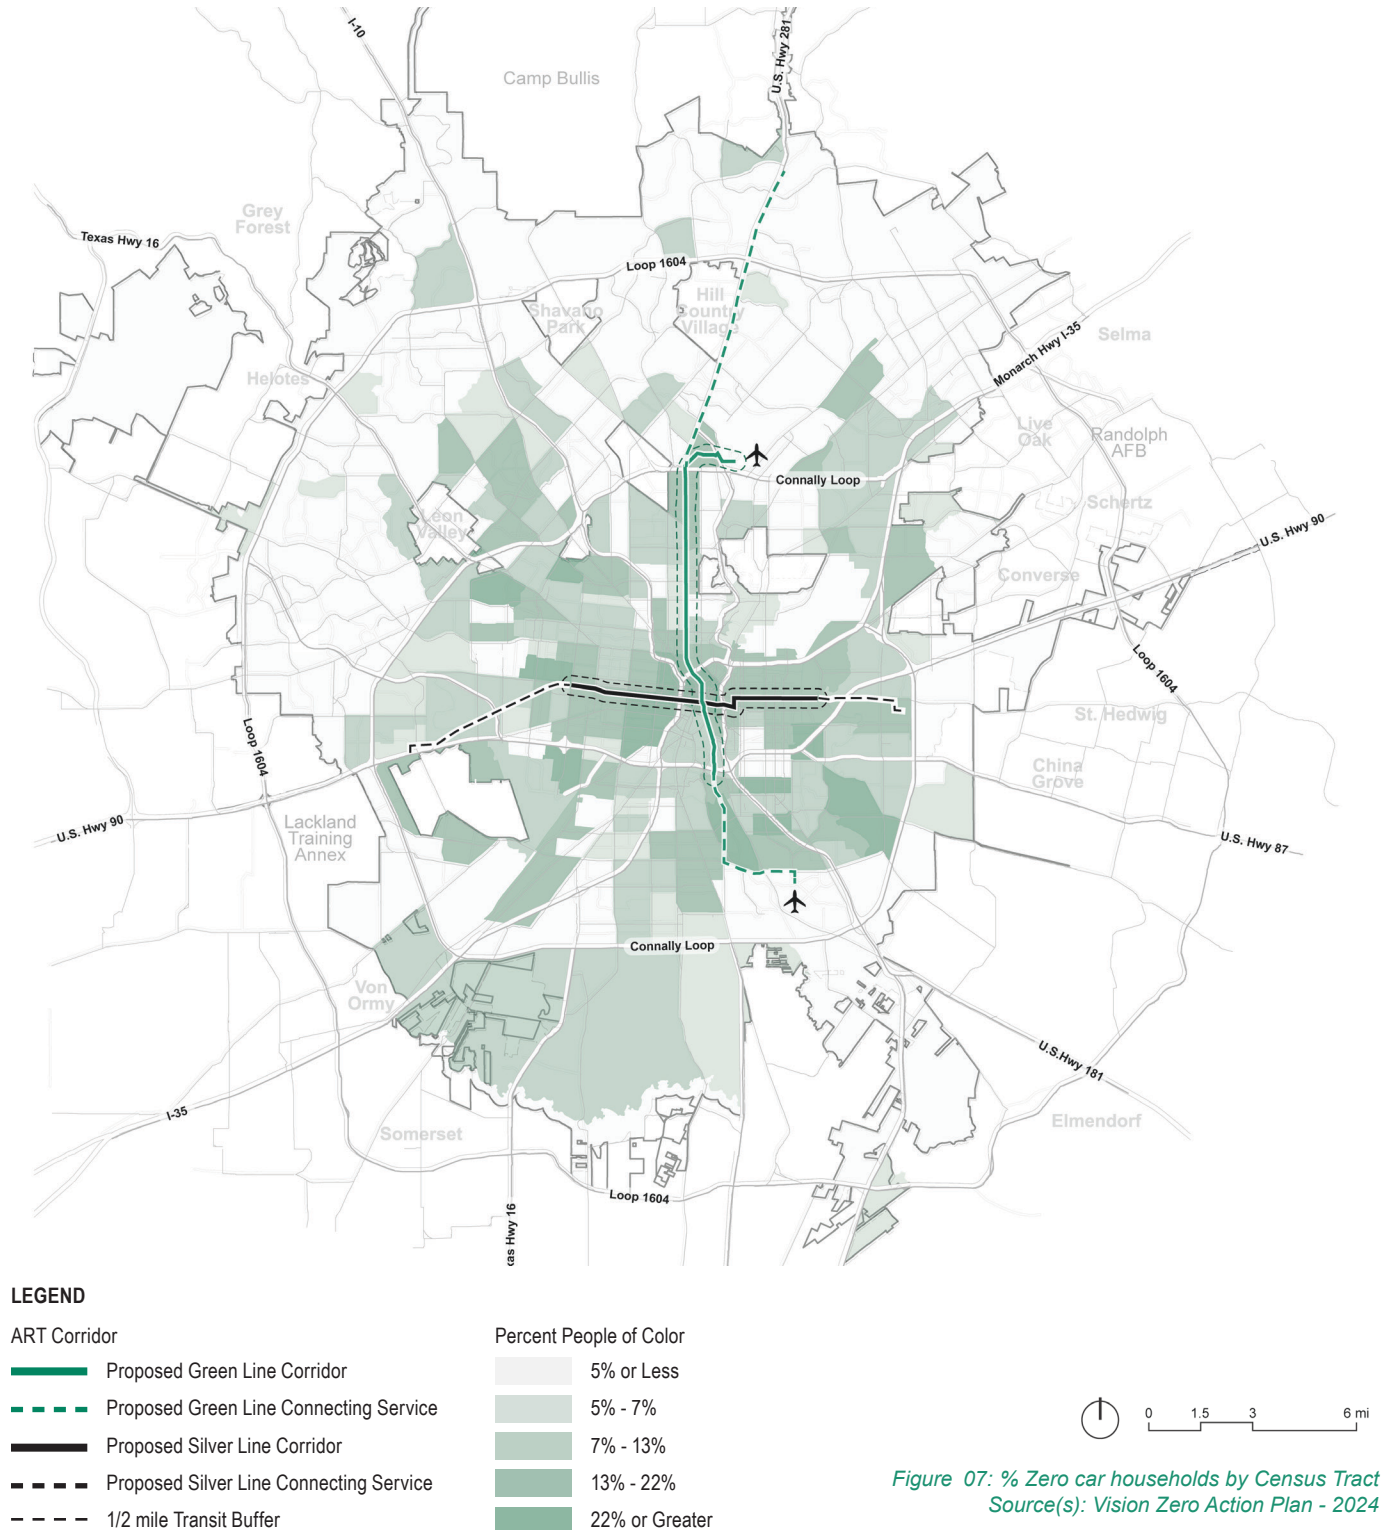 I-10
Camp Bullis
U.S. Hwy 281
Grey
Forest
Texas Hwy 16
Loop 1604
Hill
Country
Village
Shavano
Park
Selma
Monarch Hwy I-35
Helotes
Live
Oak
Randolph
AFB
Connally Loop
Schertz
Leon
Valley
U.S. Hwy 90
Converse
Loop 1604
St. Hedwig
Loop 1604
China
Grove
U.S. Hwy 90
Lackland
Training
Annex
U.S. Hwy 87
Connally Loop
Von
Ormy
U.S.Hwy 181
I-35
Somerset
Elmendorf
Loop 1604
xas Hwy 16
LEGEND
ART Corridor
Proposed Green Line Corridor
Proposed Green Line Connecting Service
Proposed Silver Line Corridor
Proposed Silver Line Connecting Service
1/2 mile Transit Buffer
Percent People of Color
5% or Less
5% - 7%
7% - 13%
13% - 22%
22% or Greater
0 1.5 3 6 mi
Figure 07: % Zero car households by Census Tract
Source(s): Vision Zero Action Plan - 2024